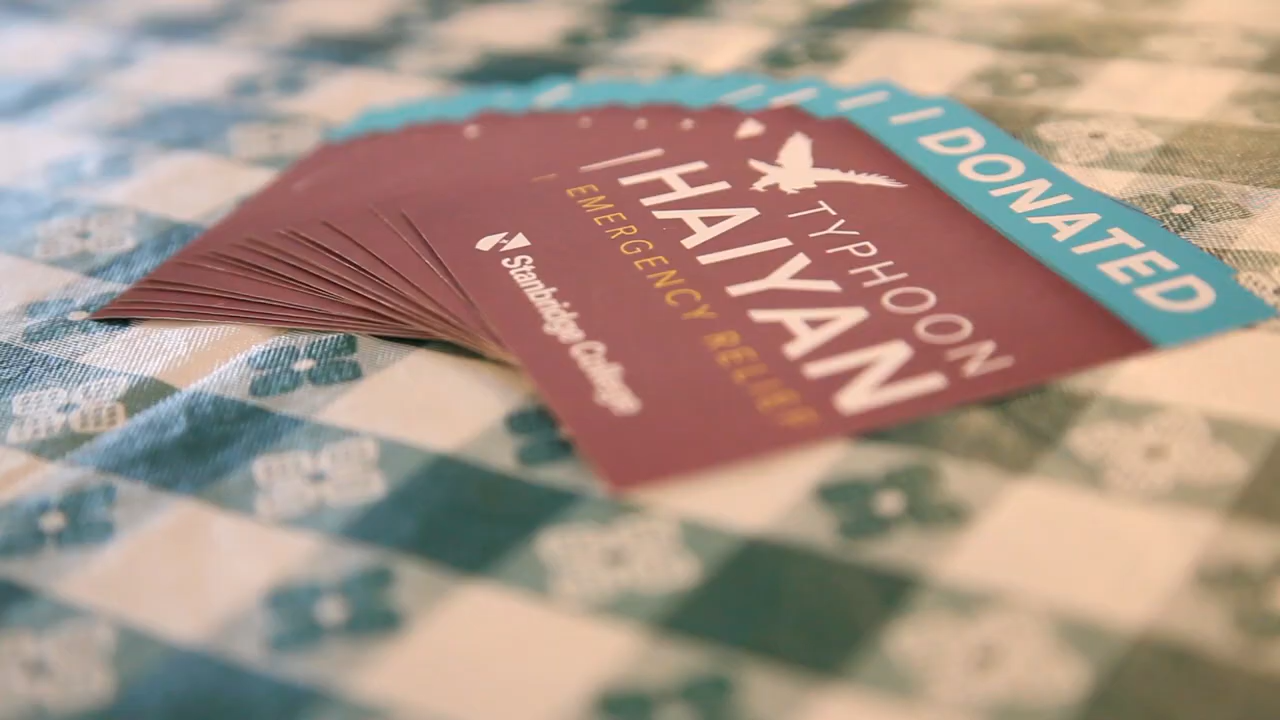 I DONATED
TYPHOON
HAIYAN
EMERGENCY RELIEF
Stanbridge College